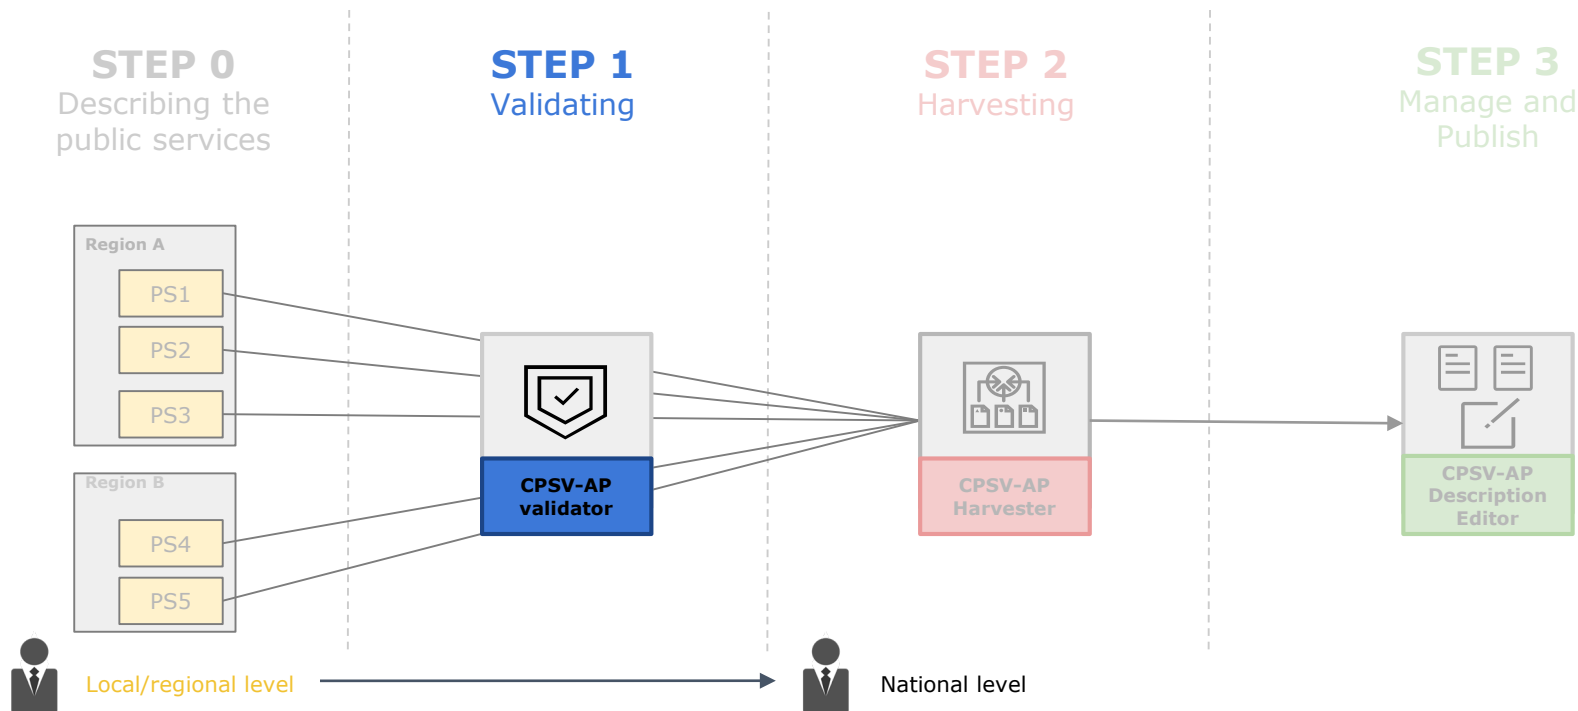 STEP 0
Describing the
public services
STEP 1
Validating
STEP 2
Harvesting
STEP 3
Manage and
Publish
Region A
PS1
PS2
PS3
Region B
PS4
PS5
CPSV-AP
validator
CPSV-AP
Harvester
CPSV-AP
Description
Editor
Local/regional level
National level